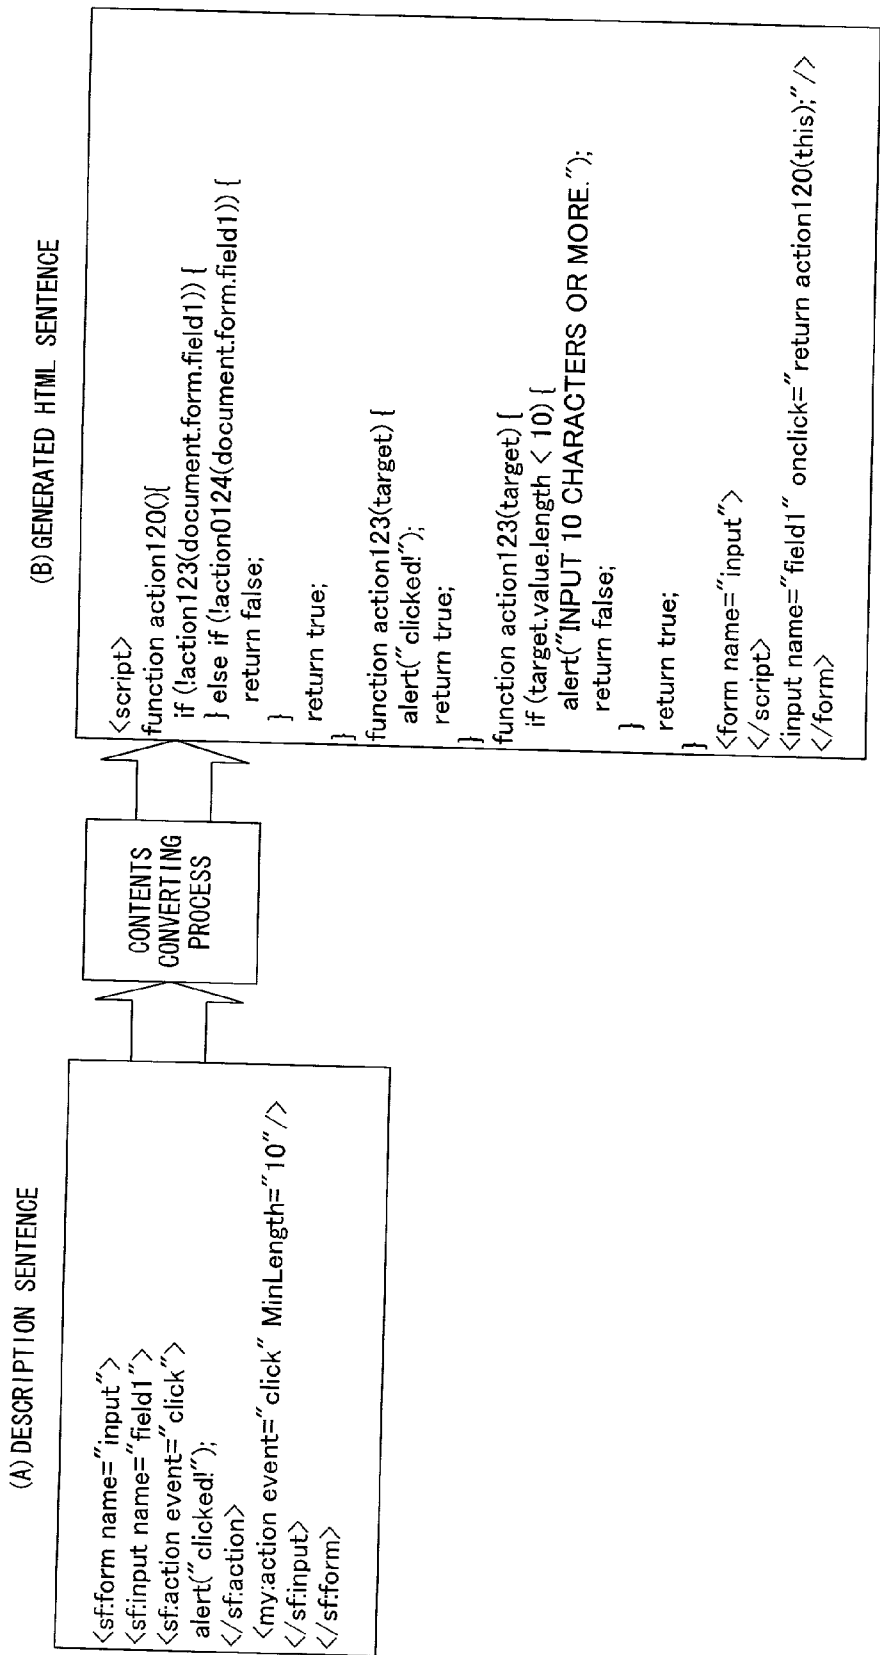 (A) DESCRIPTION SENTENCE
<sf:form name="input">
<sf:input name="field1">
<sf:action event="click">
alert("clicked!");
</sf:action>
<my:action event="click" MinLength="10"/>
</sf:input>
</sf:form>
CONTENTS
CONVERTING
PROCESS
(B) GENERATED HTML SENTENCE
<script>
function action120(){
if (!action123(document.form.field1)) {
} else if (!action0124(document.form.field1)) {
return false;
}
return true;
}
function action123(target) {
alert("clicked!");
return true;
}
function action123(target) {
if (target.value.length < 10) {
alert("INPUT 10 CHARACTERS OR MORE.");
return false;
}
return true;
}
<form name="input">
</script>
<input name="field1" onclick="return action120(this);"/>
</form>